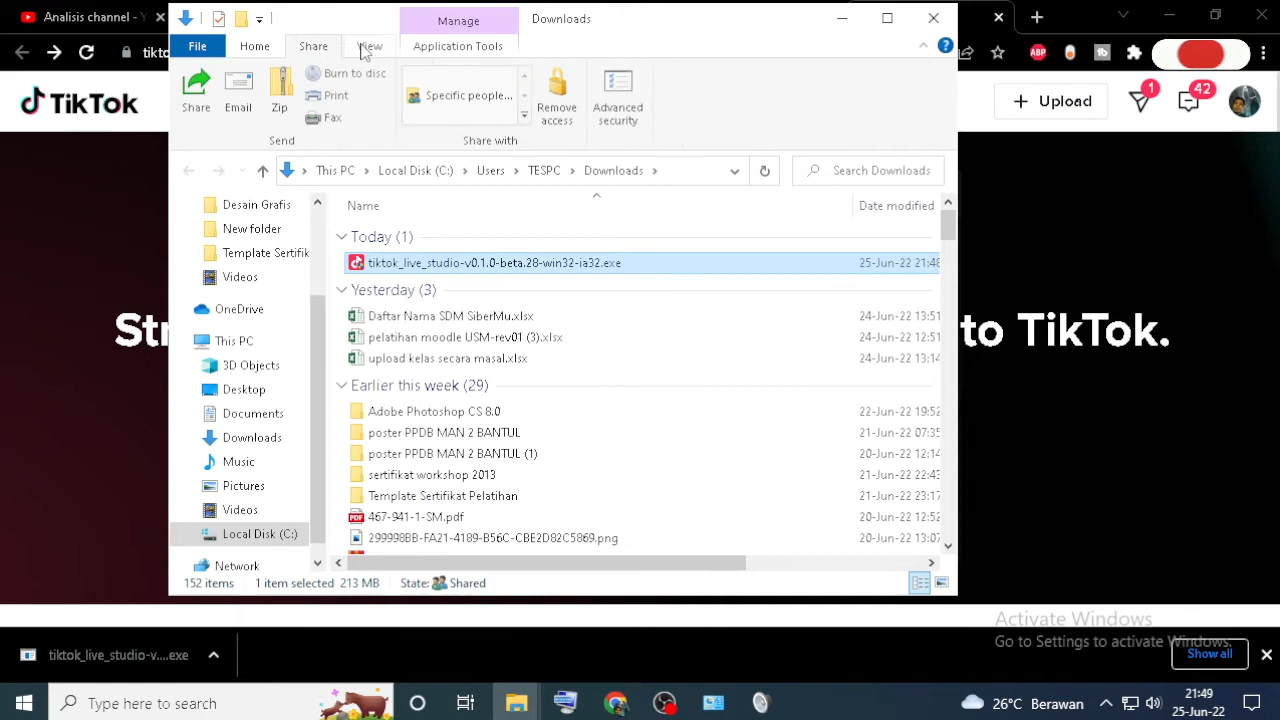 Analisis channel - Y
Manage
Downloads
File
Home
Share
View
Application Tools
tikto
ABP
Share
Email
Zip
Burn to disc
Print
Fax
Send
Specific people...
Share with
Remove access
Advanced security
TikTok
Upload
1
42
This PC
Local Disk (C:)
Users
TESPC
Downloads
Search Downloads
Desain Grafis
New folder
Template Sertifik
Videos
OneDrive
This PC
3D Objects
Desktop
Documents
Downloads
Music
Pictures
Videos
Local Disk (C:)
Network
Name
Date modified
Today (1)
tiktok_live_studio-v0.1.0-beta.28-win32-ia32.exe 25-Jun-22 21:48
Yesterday (3)
Daftar Nama SDM SiberMu.xlsx 24-Jun-22 13:51
pelatihan moodle USM-rev01 (3).xlsx 24-Jun-22 12:51
upload kelas secara masal.xlsx 24-Jun-22 13:14
Earlier this week (29)
Adobe Photoshop CS 8.0 22-Jun-22 19:52
poster PPDB MAN 2 BANTUL 21-Jun-22 07:35
poster PPDB MAN 2 BANTUL (1) 20-Jun-22 12:14
sertifikat workshop 2013 21-Jun-22 22:43
Template Sertifikat Pelatihan 21-Jun-22 23:17
467-941-1-SM.pdf 20-Jun-22 12:52
299998BB-FA21-4189-B56C-CBE2D82C5869.png 20-Jun-22 13:07
152 items 1 item selected 213 MB State: Shared
Str
to TikTok.
Activate Windows
Go to Settings to activate Windows.
tiktok_live_studio-v....exe
Show all
Type here to search
26°C Berawan
21:49
25-Jun-22